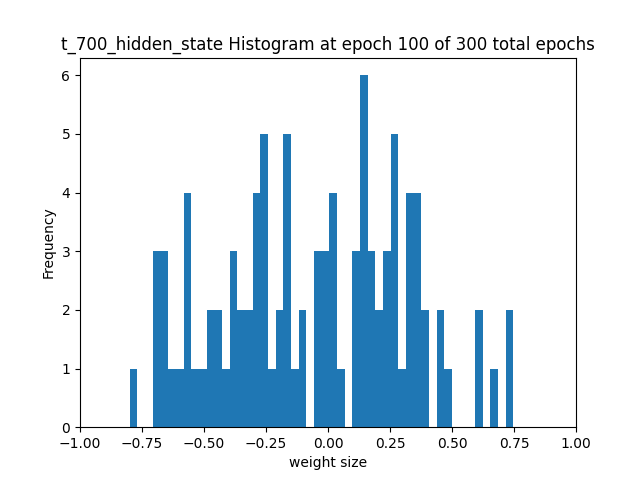 t_700_hidden_state Histogram at epoch 100 of 300 total epochs
6
5
4
3
2
1
0
Frequency
−1.00 −0.75 −0.50 −0.25 0.00 0.25 0.50 0.75 1.00
weight size